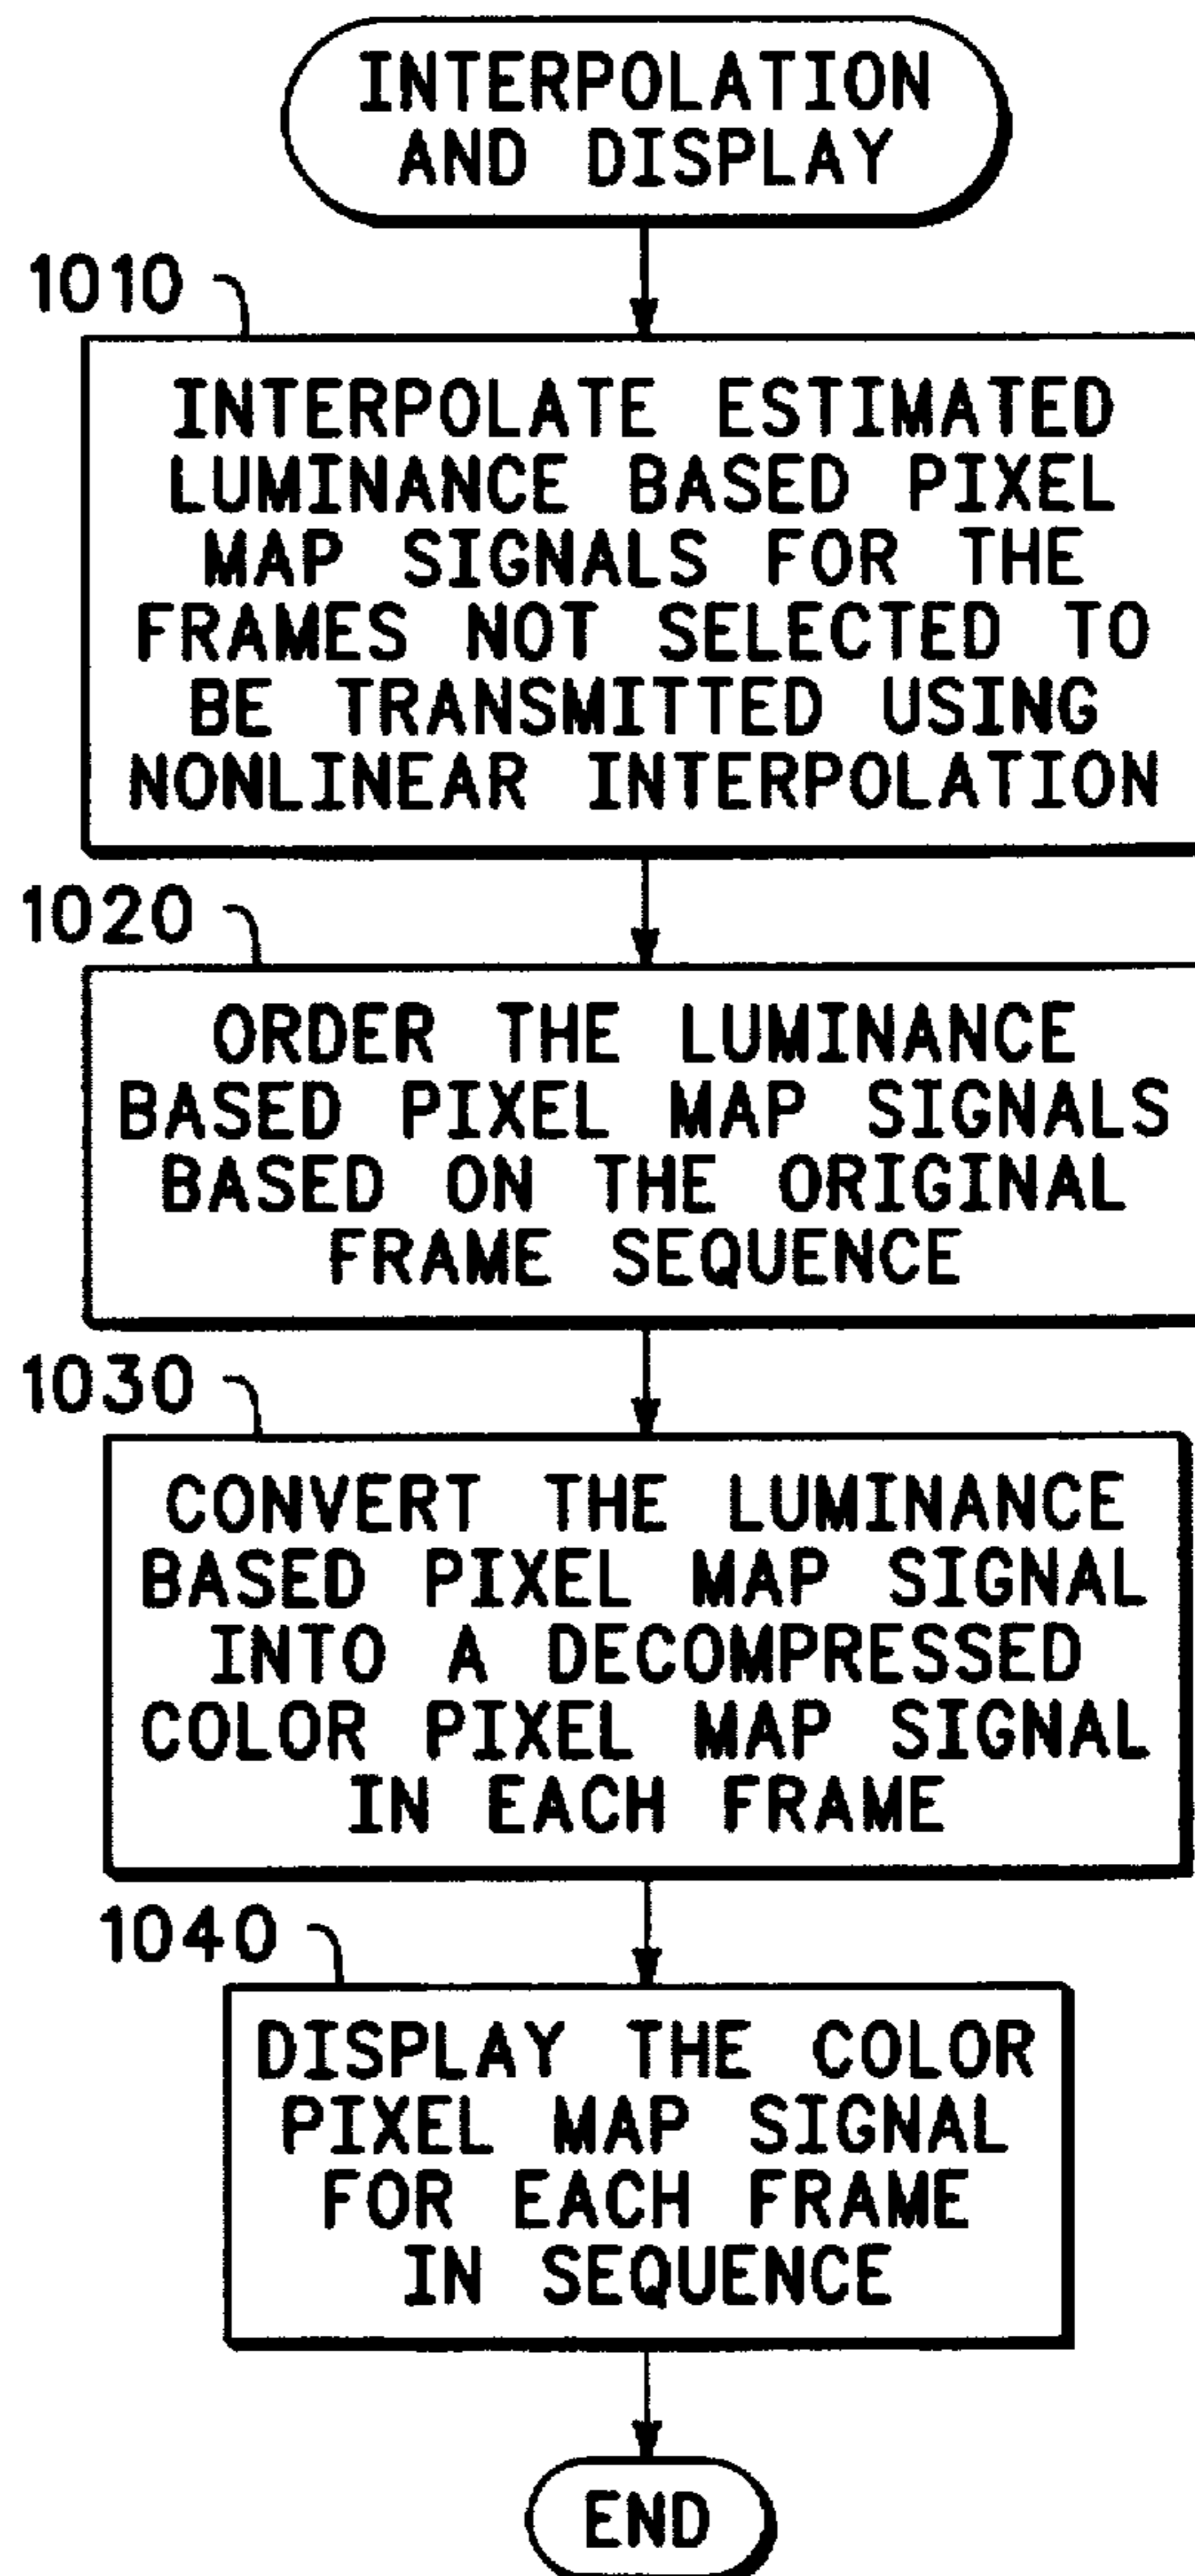 INTERPOLATION
AND DISPLAY
1010
INTERPOLATE ESTIMATED
LUMINANCE BASED PIXEL
MAP SIGNALS FOR THE
FRAMES NOT SELECTED TO
BE TRANSMITTED USING
NONLINEAR INTERPOLATION
1020
ORDER THE LUMINANCE
BASED PIXEL MAP SIGNALS
BASED ON THE ORIGINAL
FRAME SEQUENCE
1030
CONVERT THE LUMINANCE
BASED PIXEL MAP SIGNAL
INTO A DECOMPRESSED
COLOR PIXEL MAP SIGNAL
IN EACH FRAME
1040
DISPLAY THE COLOR
PIXEL MAP SIGNAL
FOR EACH FRAME
IN SEQUENCE
END